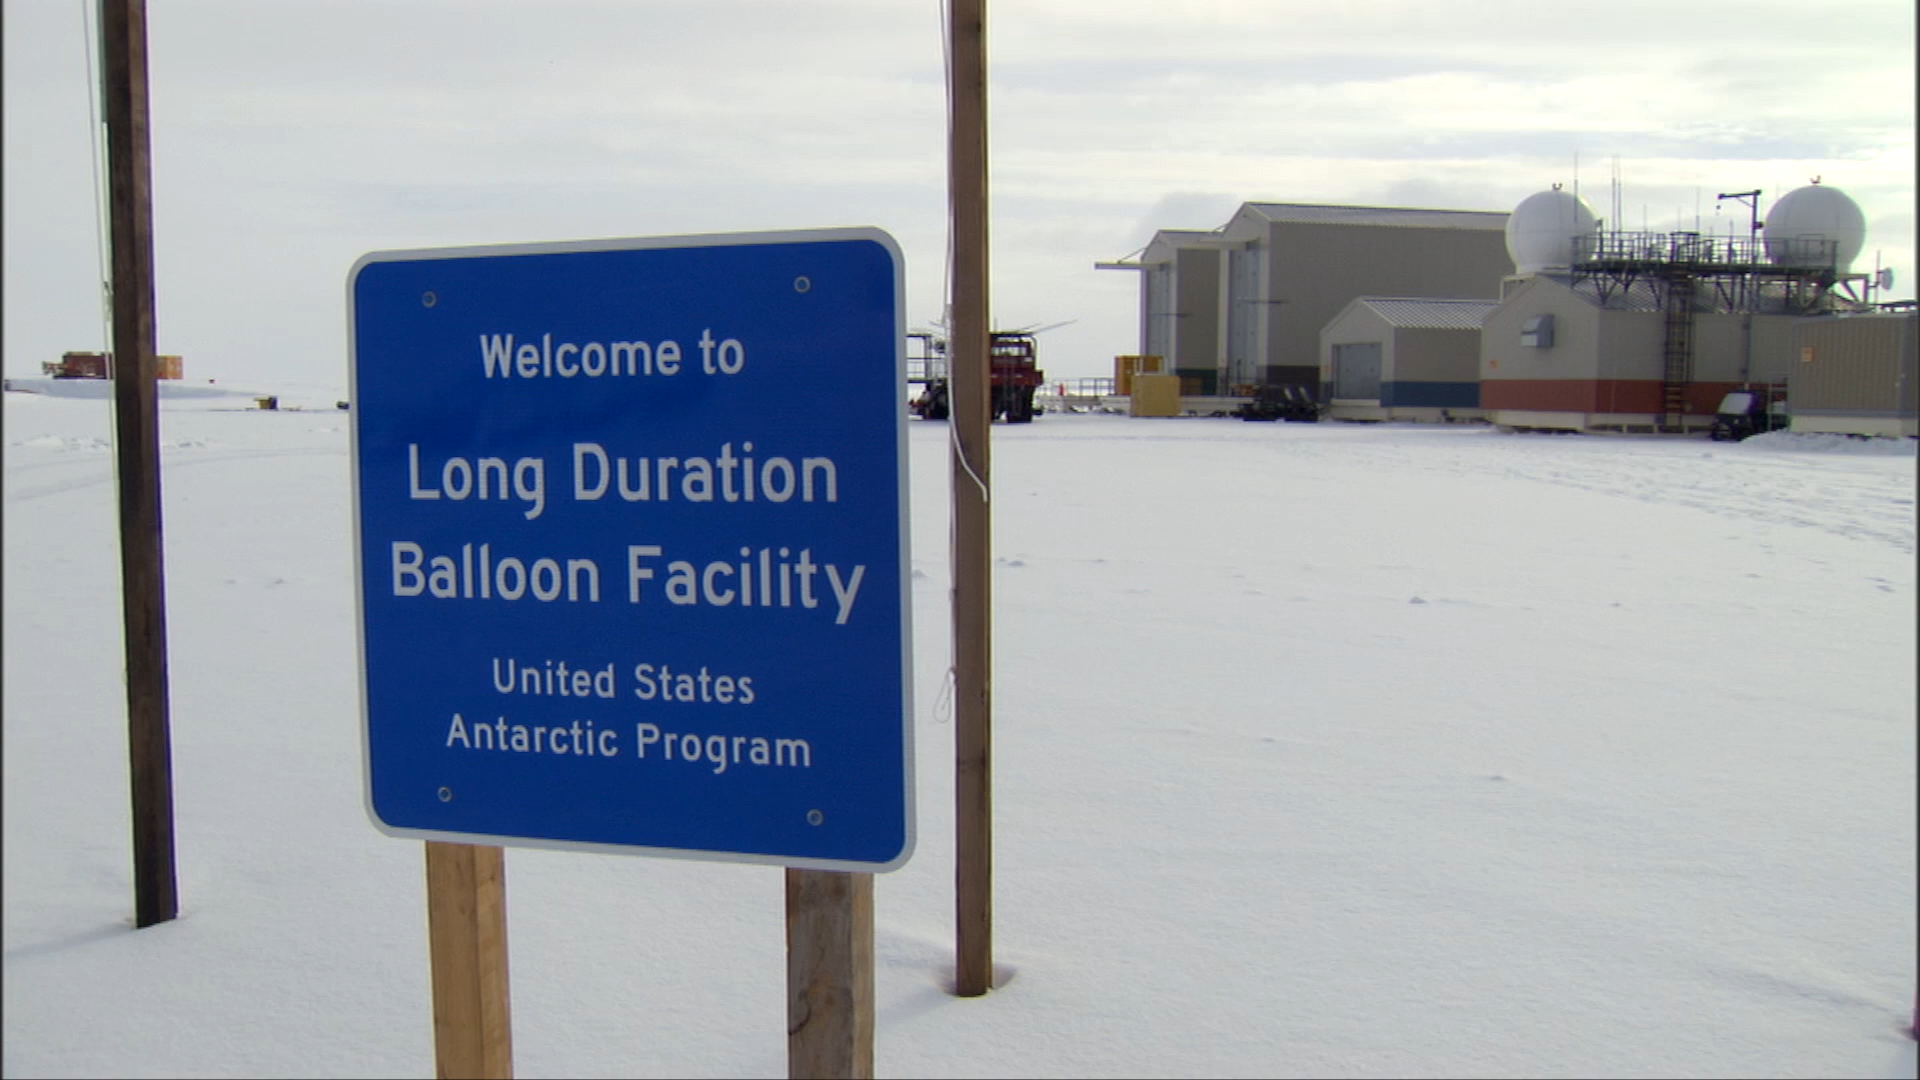 Welcome to
Long Duration
Balloon Facility
United States
Antarctic Program